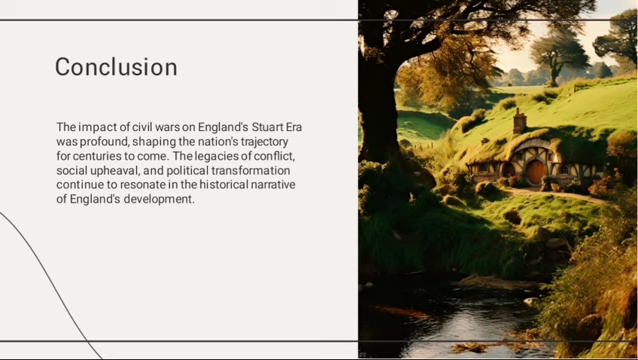 Conclusion
The impact of civil wars on England's Stuart Era
was profound, shaping the nation's trajectory
for centuries to come. The legacies of conflict,
social upheaval, and political transformation
continue to resonate in the historical narrative
of England's development.